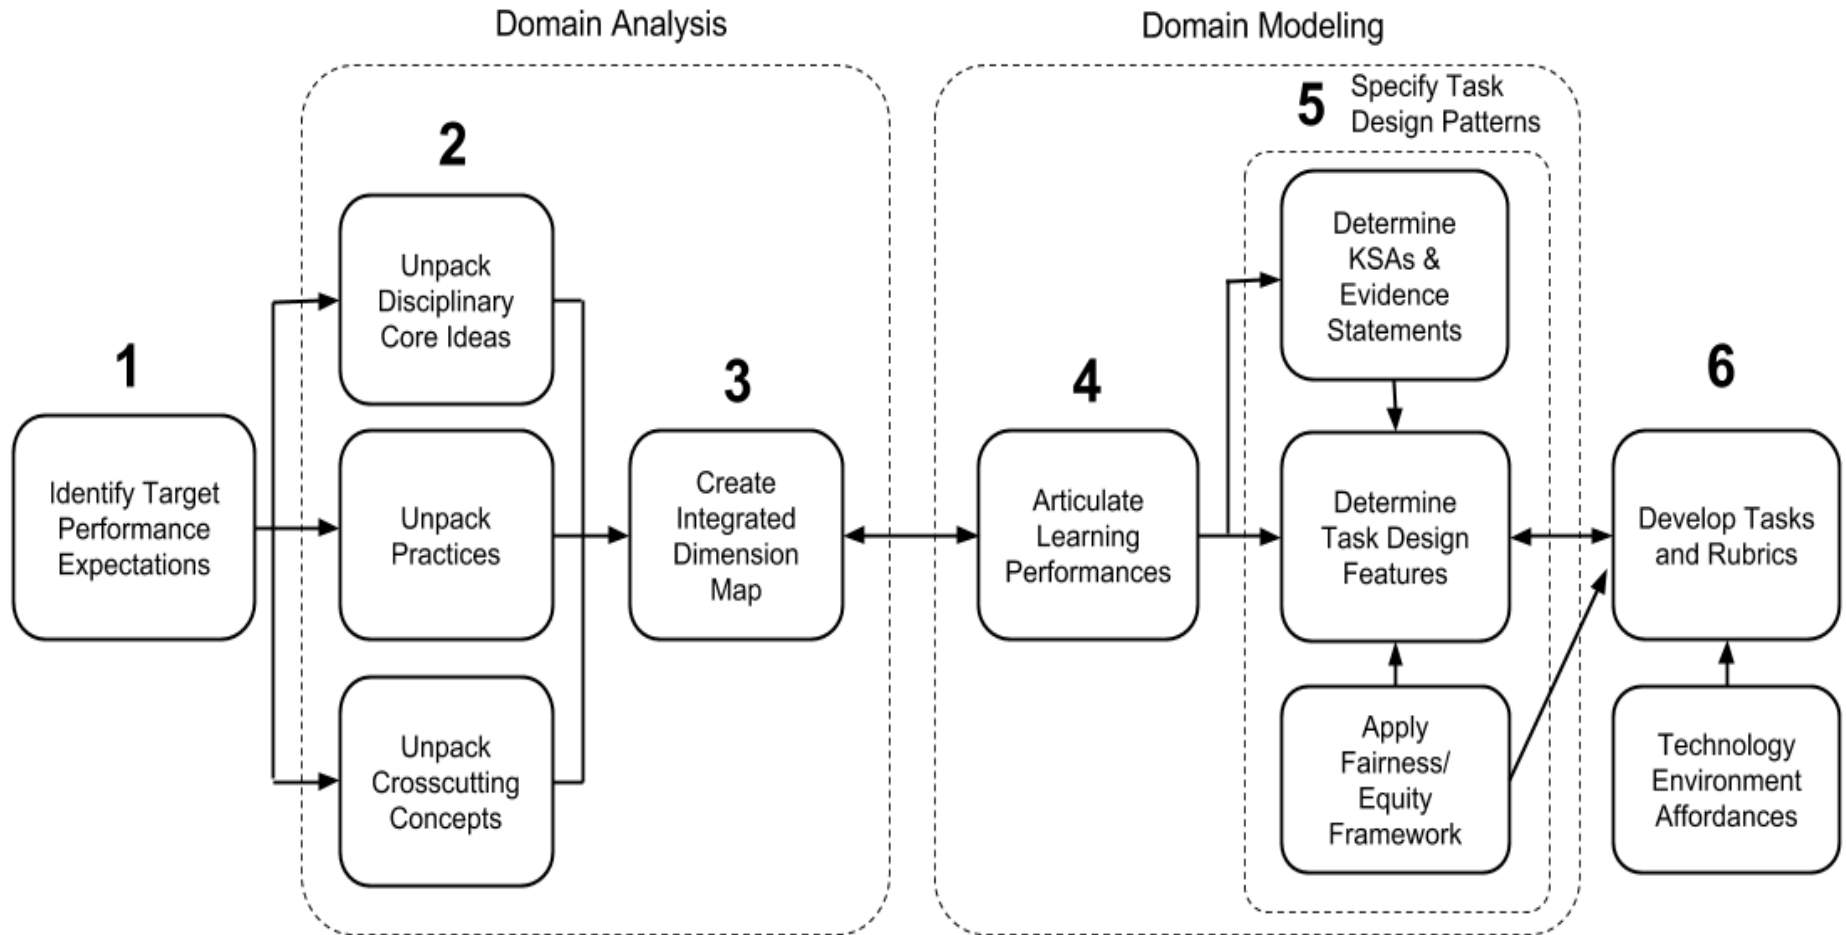 Domain Analysis
Domain Modeling
1
Identify Target
Performance
Expectations
2
Unpack
Disciplinary
Core Ideas
Unpack
Practices
Unpack
Crosscutting
Concepts
3
Create
Integrated
Dimension
Map
4
Articulate
Learning
Performances
5
Specify Task
Design Patterns
Determine
KSAs &
Evidence
Statements
Determine
Task Design
Features
Apply
Fairness/
Equity
Framework
6
Develop Tasks
and Rubrics
Technology
Environment
Affordances